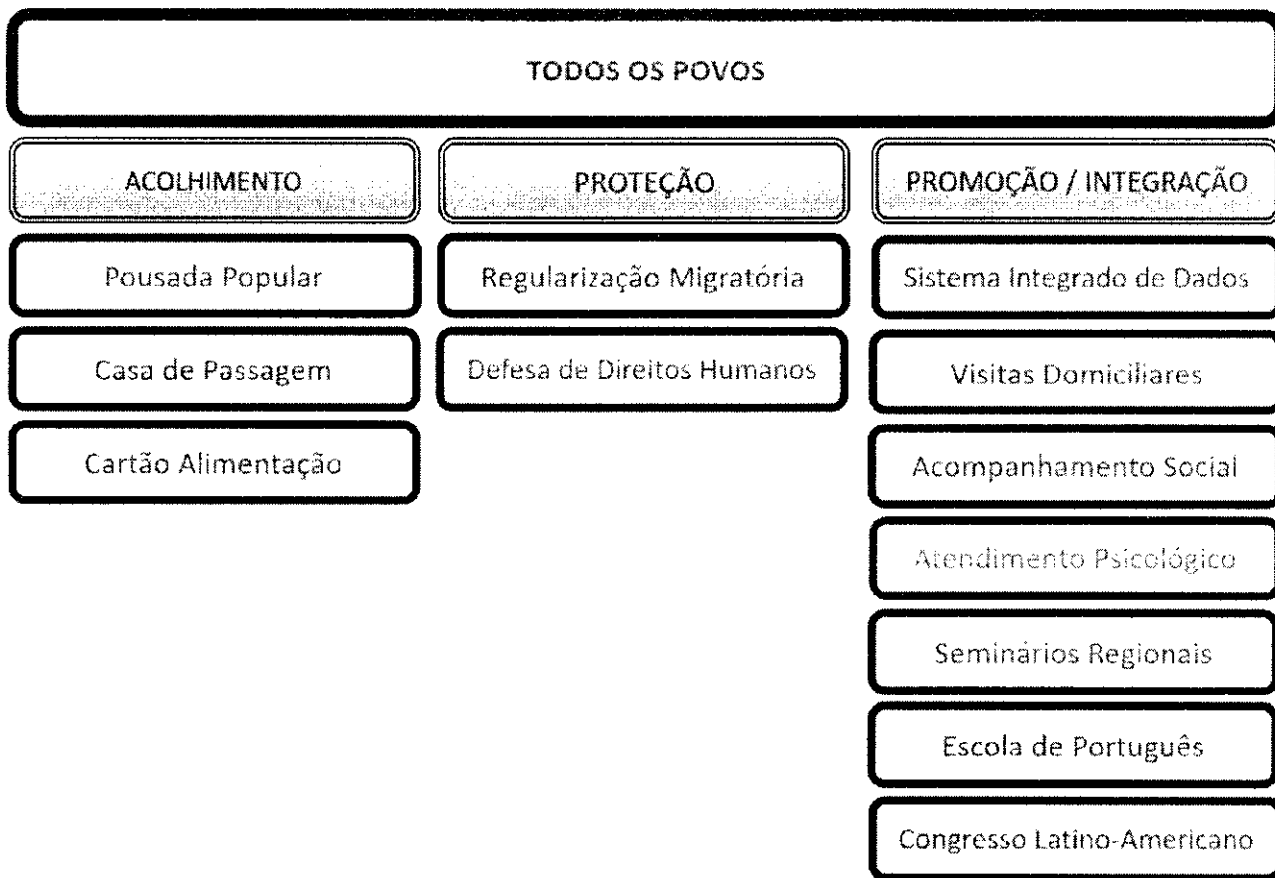 TODOS OS POVOS
ACOLHIMENTO
Pousada Popular
Casa de Passagem
Cartão Alimentação
PROTEÇÃO
Regularização Migratória
Defesa de Direitos Humanos
PROMOÇÃO / INTEGRAÇÃO
Sistema Integrado de Dados
Visitas Domiciliares
Acompanhamento Social
Atendimento Psicológico
Seminários Regionais
Escola de Português
Congresso Latino-Americano